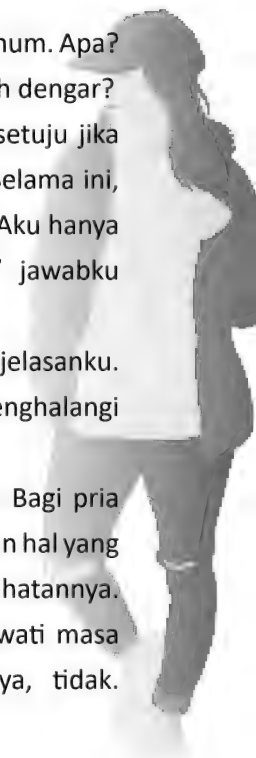 num. Apa?
h dengar?
setuju jika
Selama ini,
Aku hanya
jawabku
jelasanku.
enghalangi
Bagi pria
n hal yang
hatannya.
wati masa
ya, tidak.